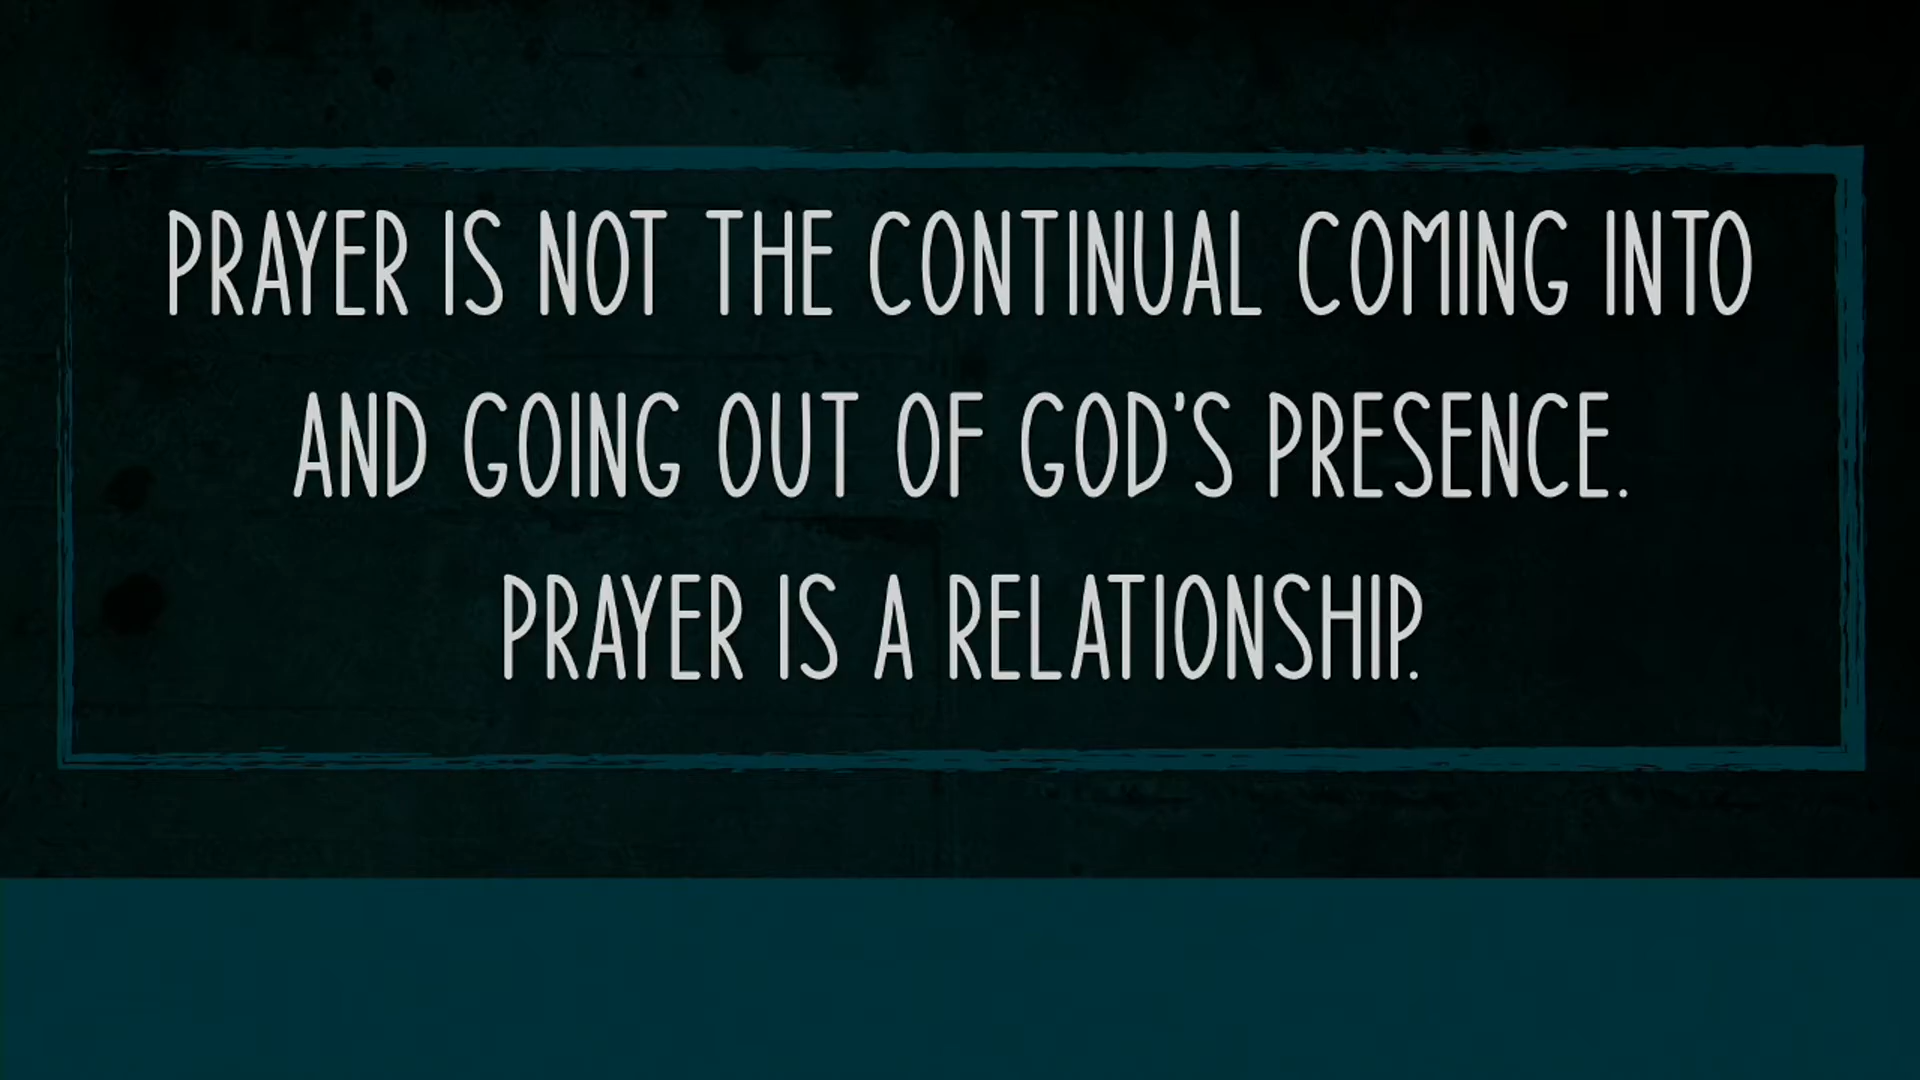 PRAYER IS NOT THE CONTINUAL COMING INTO
AND GOING OUT OF GOD'S PRESENCE.
PRAYER IS A RELATIONSHIP.